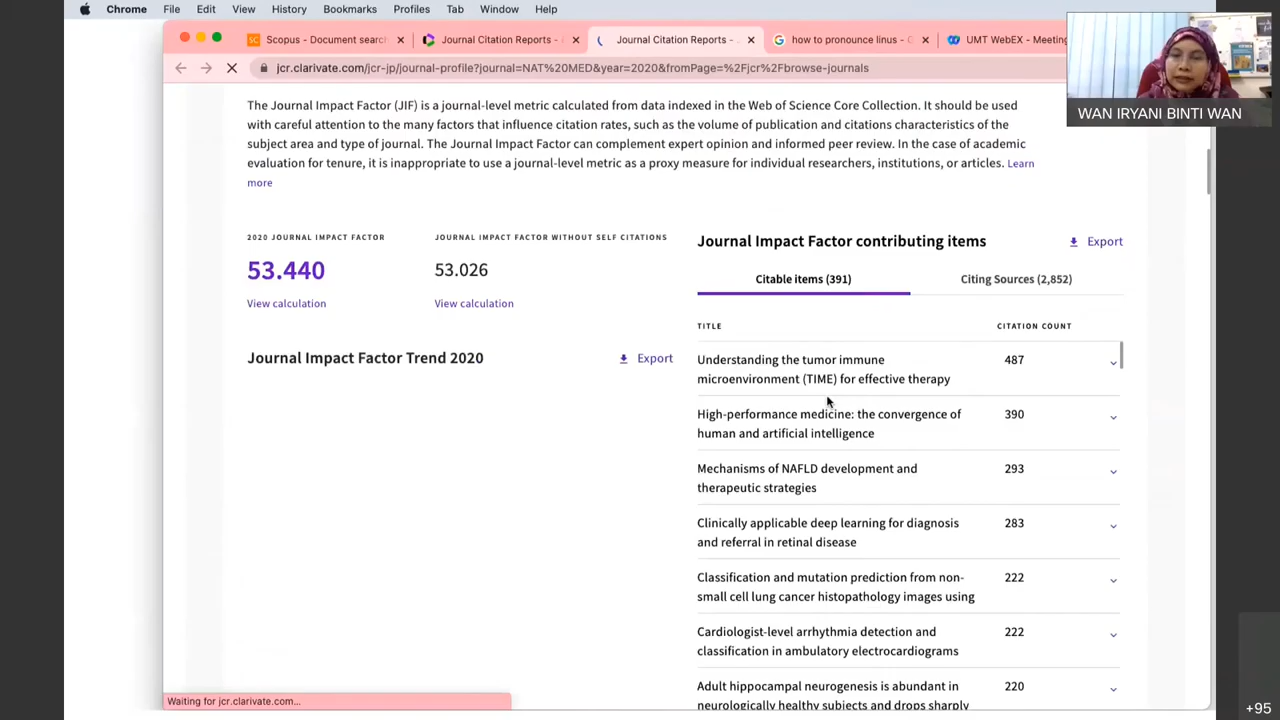 Chrome File Edit View History Bookmarks Profiles Tab Window Help
Scopus - Document search
Journal Citation Repo
Journal Citation Reports -
how to pronounce linus - G
UMT WebEX - Meeting
jcr.clarivate.com/jcr-jp/journal-profile?journal=NAT%20MED&year=2020&fromPage=%2Fjcr%2Fbrowse-journals
WAN IRYANI BINTI WAN
The Journal Impact Factor (JIF) is a journal-level metric calculated from data indexed in the Web of Science Core Collection. It should be used
with careful attention to the many factors that influence citation rates, such as the volume of publication and citations characteristics of the
subject area and type of journal. The Journal Impact Factor can complement expert opinion and informed peer review. In the case of academic
evaluation for tenure, it is inappropriate to use a journal-level metric as a proxy measure for individual researchers, institutions, or articles. Learn
more
2020 JOURNAL IMPACT FACTOR
53.440
View calculation
JOURNAL IMPACT FACTOR WITHOUT SELF CITATIONS
53.026
View calculation
Journal Impact Factor Trend 2020
Export
Journal Impact Factor contributing items
Export
Citable items (391)
Citing Sources (2,852)
TITLE CITATION COUNT
Understanding the tumor immune 487
microenvironment (TIME) for effective therapy
High-performance medicine: the convergence of 390
human and artificial intelligence
Mechanisms of NAFLD development and 293
therapeutic strategies
Clinically applicable deep learning for diagnosis 283
and referral in retinal disease
Classification and mutation prediction from non- 222
small cell lung cancer histopathology images using
Cardiologist-level arrhythmia detection and 222
classification in ambulatory electrocardiograms
Adult hippocampal neurogenesis is abundant in 220
neurologically healthy subjects and drops sharply
Waiting for jcr.clarivate.com...
+95